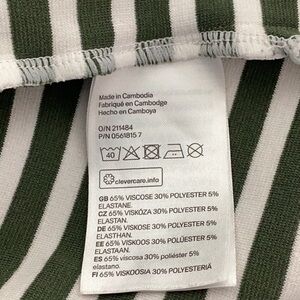 Made in Cambodia
Fabriqué en Cambodge
Hecho en Camboya
O/N 211484
P/N 0561815 7
40
clevercare.info
GB 65% VISCOSE 30% POLYESTER 5%
ELASTANE.
CZ 65% VISKÓZA 30% POLYESTER 5%
ELASTAN.
DE 65% VISKOSE 30% POLYESTER 5%
ELASTHAN.
EE 65% VISKOOS 30% POLÜESTER 5%
ELASTAAN.
ES 65% viscosa 30% poliéster 5%
elastano.
FI 65% VISKOOSIA 30% POLYESTERIÄ